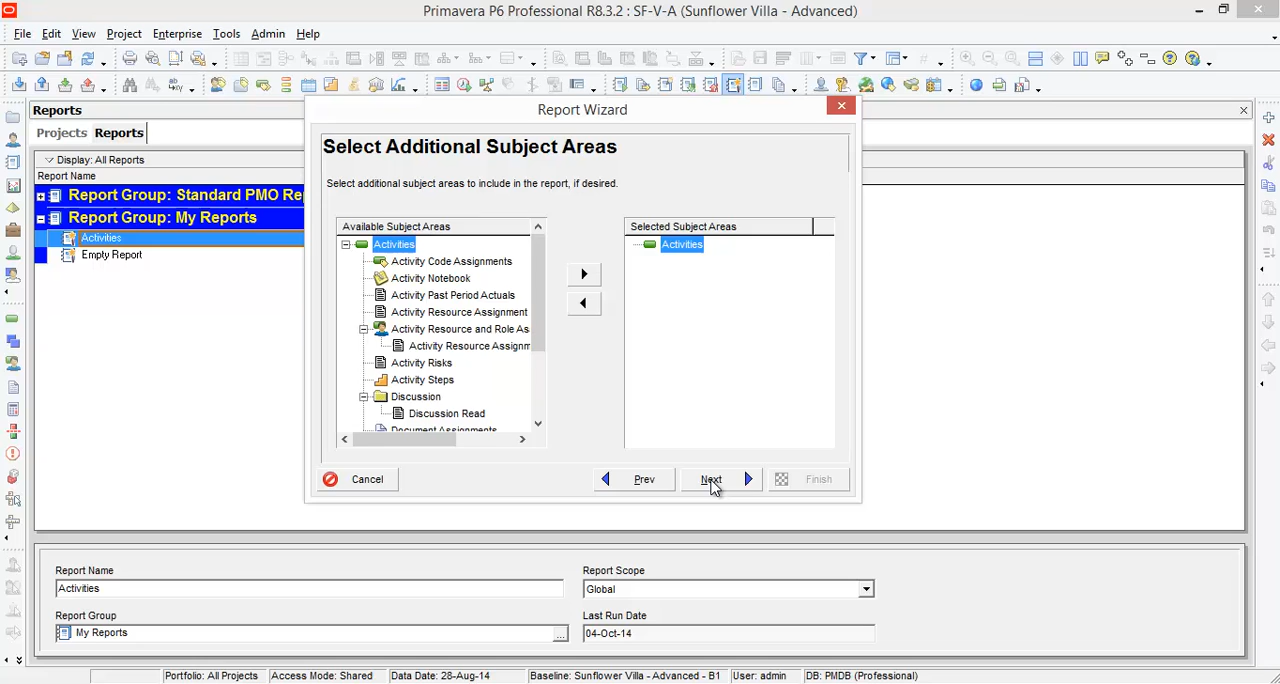 Primavera P6 Professional R8.3.2 : SF-V-A (Sunflower Villa - Advanced)
File Edit View Project Enterprise Tools Admin Help
Reports
Projects Reports
Display: All Reports
Report Name
Report Group: Standard PMO Re
Report Group: My Reports
Activities
Empty Report
Report Wizard
Select Additional Subject Areas
Select additional subject areas to include in the report, if desired.
Available Subject Areas
Activities
Activity Code Assignments
Activity Notebook
Activity Past Period Actuals
Activity Resource Assignment
Activity Resource and Role As
Activity Resource Assignm
Activity Risks
Activity Steps
Discussion
Discussion Read
Document Assignments
Selected Subject Areas
Activities
Cancel Prev Next Finish
Report Name
Activities
Report Scope
Global
Report Group
My Reports
Last Run Date
04-Oct-14
Portfolio: All Projects Access Mode: Shared Data Date: 28-Aug-14 Baseline: Sunflower Villa - Advanced - B1 User: admin DB: PMDB (Professional)